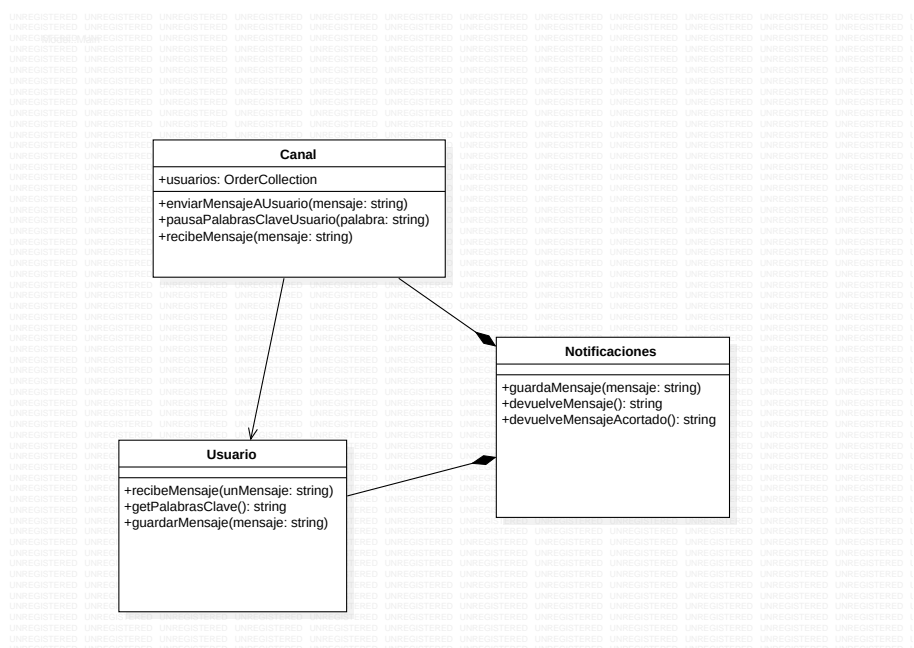 Canal
+usuarios: OrderCollection
+enviarMensajeAUsuario(mensaje: string)
+pausaPalabrasClaveUsuario(palabra: string)
+recibeMensaje(mensaje: string)
Notificaciones
+guardaMensaje(mensaje: string)
+devuelveMensaje(): string
+devuelveMensajeAcortado(): string
Usuario
+recibeMensaje(unMensaje: string)
+getPalabrasClave(): string
+guardarMensaje(mensaje: string)
UNREGISTERED